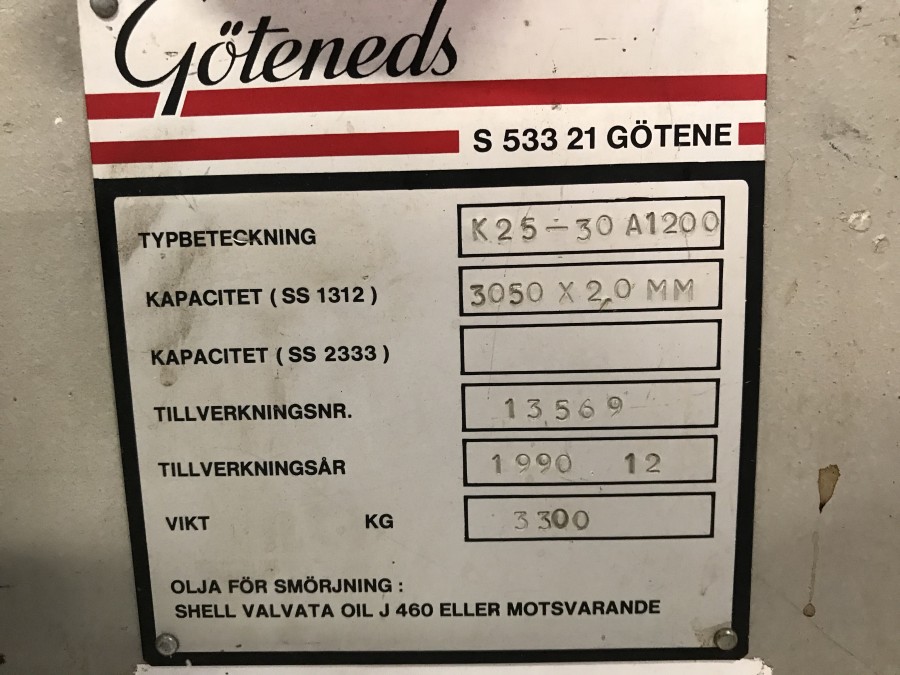 Göteneds
S 533 21 GÖTENE
TYPBETECKNING K25-30 A1200
KAPACITET ( SS 1312 ) 3050 X 2,0 MM
KAPACITET ( SS 2333 )
TILLVERKNINGSNR. 13569
TILLVERKNINGSÅR 1990 12
VIKT KG 3300
OLJA FÖR SMÖRJNING :
SHELL VALVATA OIL J 460 ELLER MOTSVARANDE